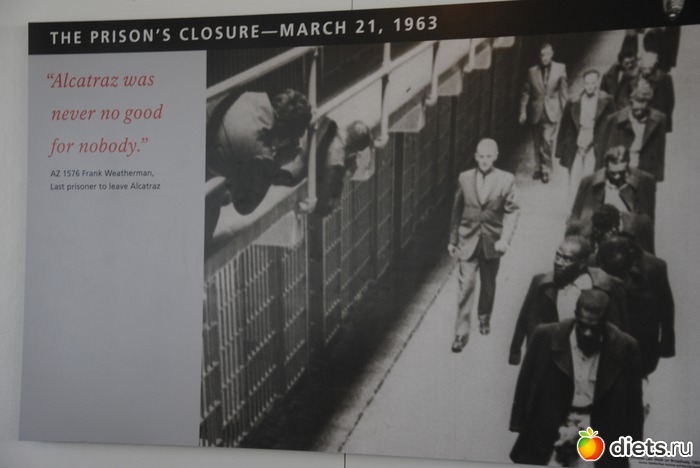 THE PRISON'S CLOSURE—MARCH 21, 1963
“Alcatraz was
never no good
for nobody.”
AZ 1576 Frank Weatherman,
Last prisoner to leave Alcatraz
diets.ru